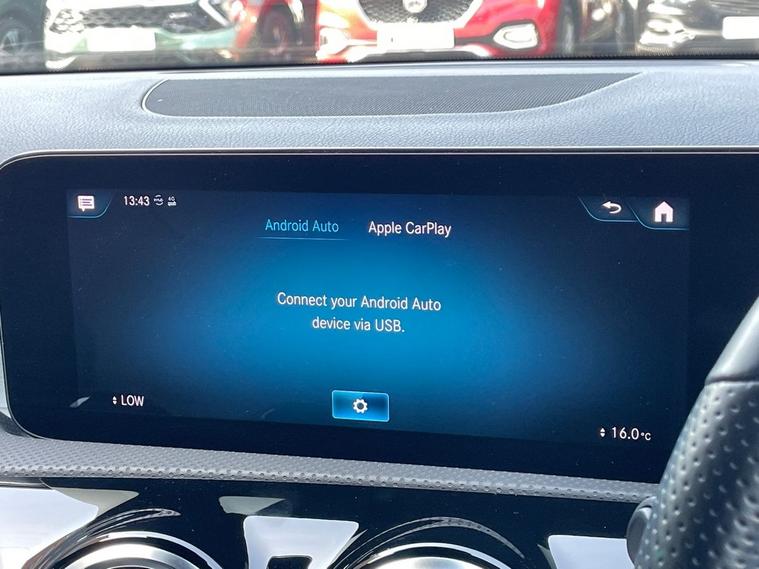 13:43
Android Auto Apple CarPlay
Connect your Android Auto
device via USB.
LOW
16.0°C